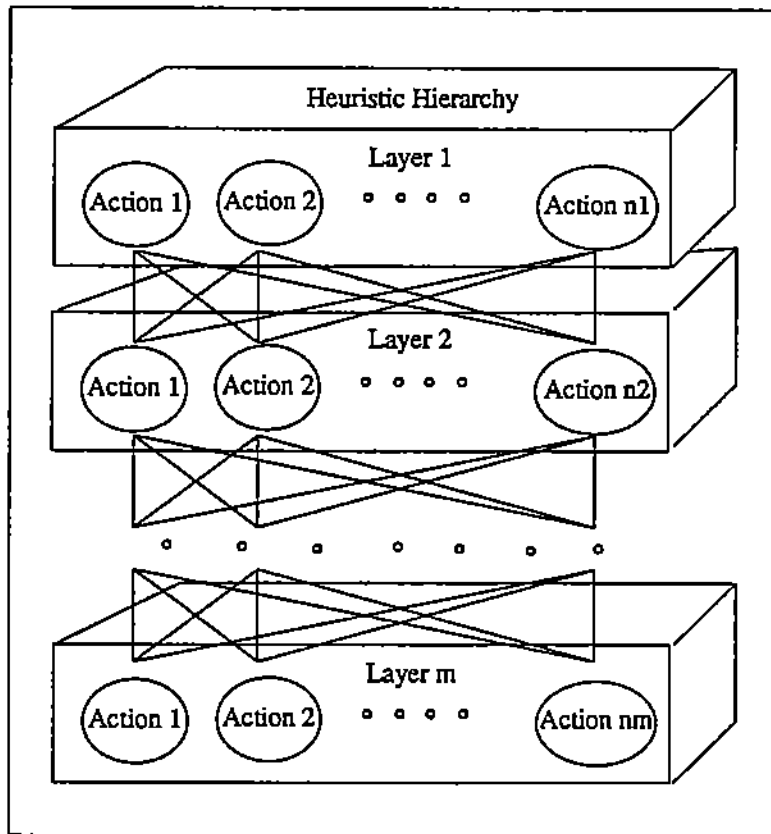 Heuristic Hierarchy
Layer 1
Action 1 Action 2 Action n1
Layer 2
Action 1 Action 2 Action n2
Layer m
Action 1 Action 2 Action nm